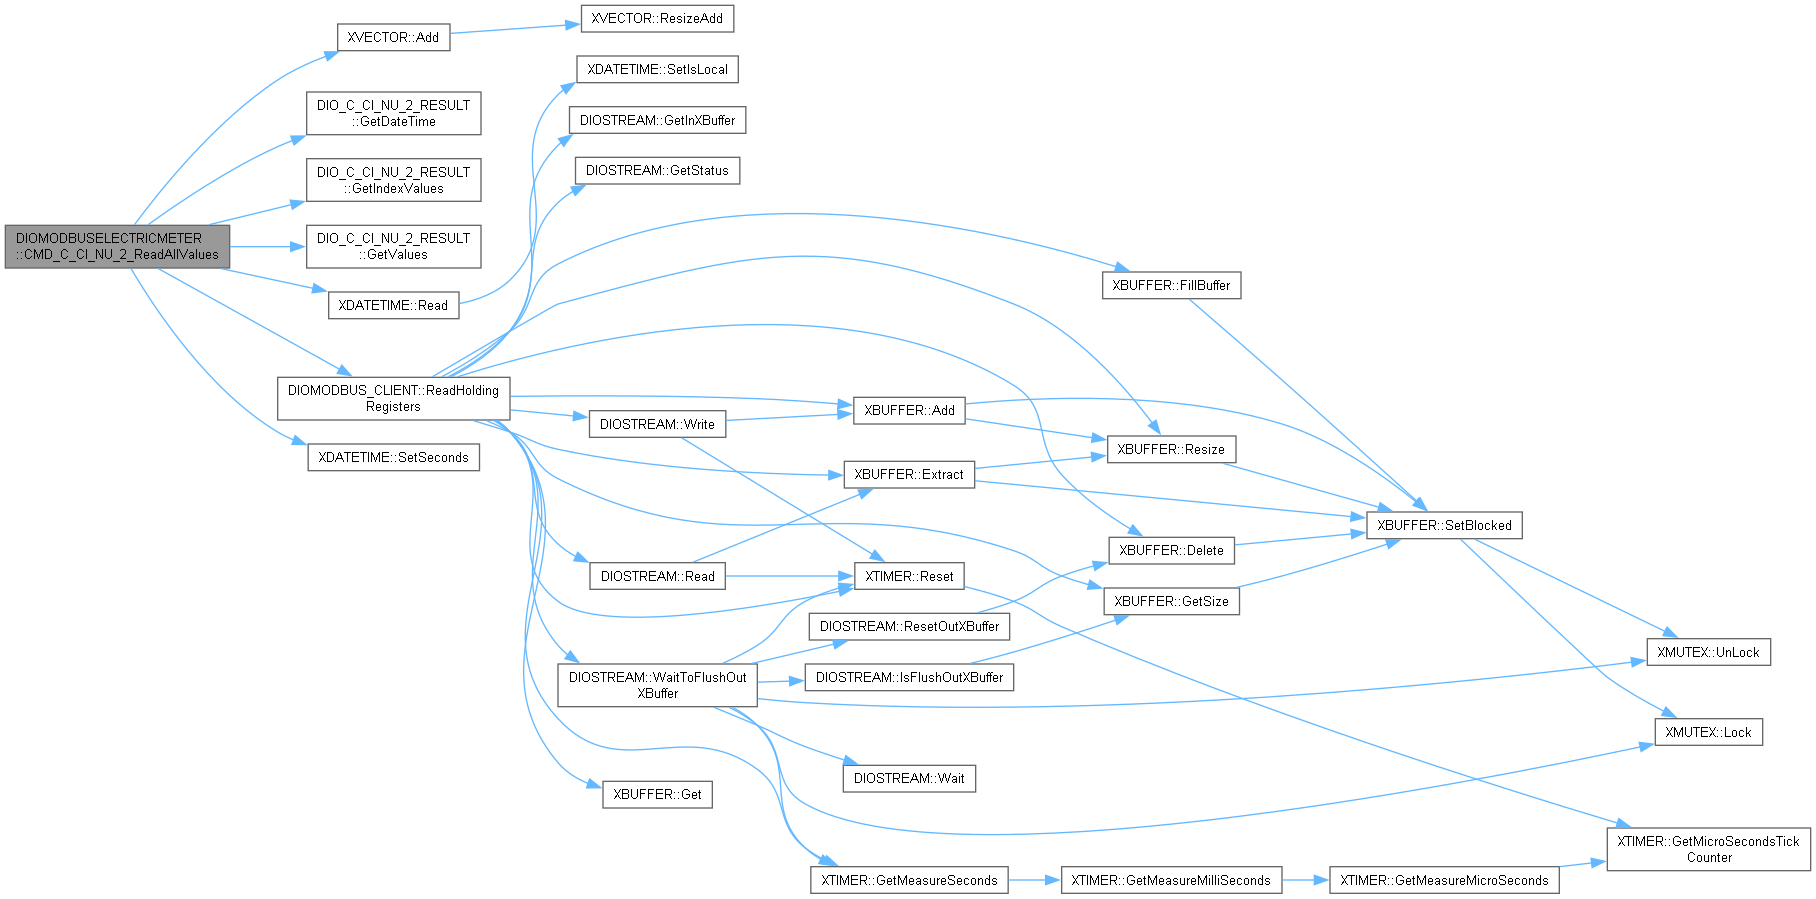 XVECTOR::ResizeAdd
XVECTOR::Add
XDATETIME::SetIsLocal
DIO_C_CI_NU_2_RESULT
::GetDateTime
DIOSTREAM::GetInXBuffer
DIO_C_CI_NU_2_RESULT
::GetIndexValues
DIOSTREAM::GetStatus
DIOMODBUSELECTRICMETER
::CMD_C_CI_NU_2_ReadAllValues
DIO_C_CI_NU_2_RESULT
::GetValues
XBUFFER::FillBuffer
XDATETIME::Read
DIOMODBUS_CLIENT::ReadHolding
Registers
XBUFFER::Add
DIOSTREAM::Write
XBUFFER::Resize
XDATETIME::SetSeconds
XBUFFER::Extract
XBUFFER::SetBlocked
XBUFFER::Delete
DIOSTREAM::Read
XTIMER::Reset
XBUFFER::GetSize
DIOSTREAM::ResetOutXBuffer
XMUTEX::UnLock
DIOSTREAM::WaitToFlushOut
XBuffer
DIOSTREAM::IsFlushOutXBuffer
XMUTEX::Lock
DIOSTREAM::Wait
XBUFFER::Get
XTIMER::GetMicroSecondsTick
Counter
XTIMER::GetMeasureSeconds
XTIMER::GetMeasureMilliSeconds
XTIMER::GetMeasureMicroSeconds